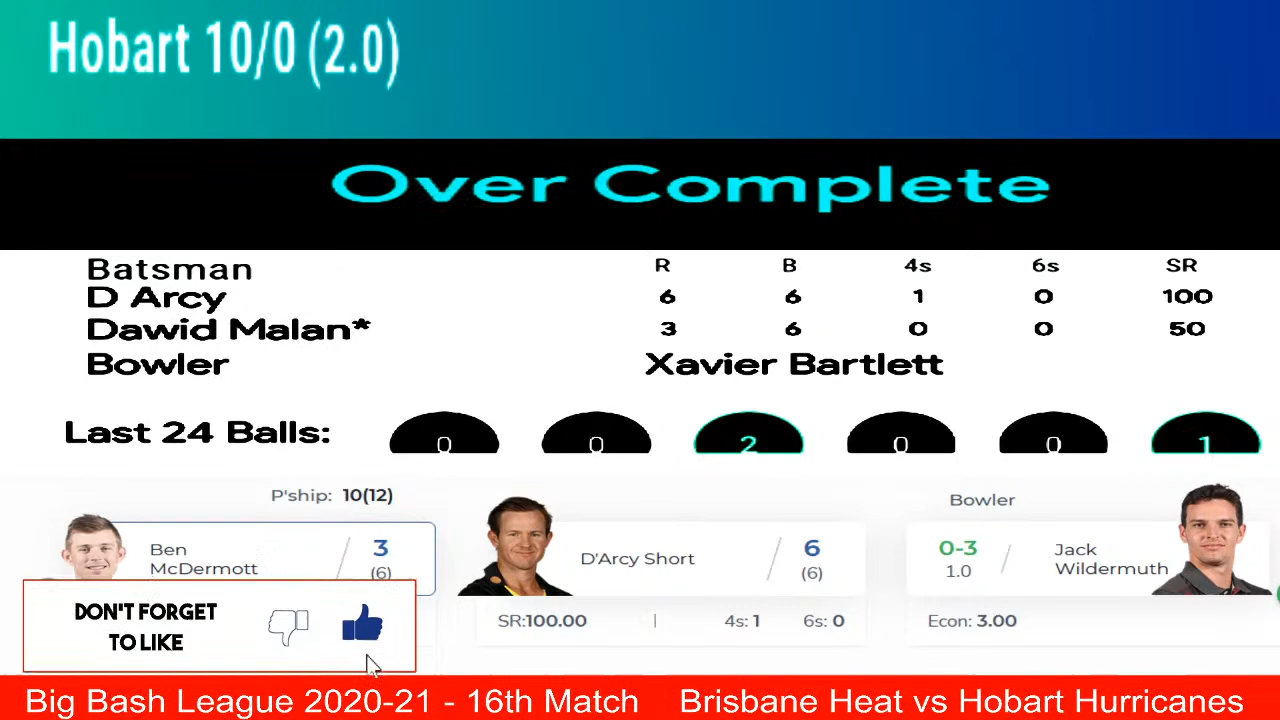 Hobart 10/0 (2.0)
Over Complete
Batsman R B 4s 6s SR
D Arcy 6 6 1 0 100
Dawid Malan* 3 6 0 0 50
Bowler Xavier Bartlett
Last 24 Balls: 0 0 2 0 0 1
P'ship: 10(12)
Bowler
Ben McDermott / 3 (6)
D'Arcy Short / 6 (6)
0-3 1.0 / Jack Wildermuth
DON'T FORGET
TO LIKE
SR:100.00 | 4s: 1 6s: 0
Econ: 3.00
Big Bash League 2020-21 - 16th Match Brisbane Heat vs Hobart Hurricanes